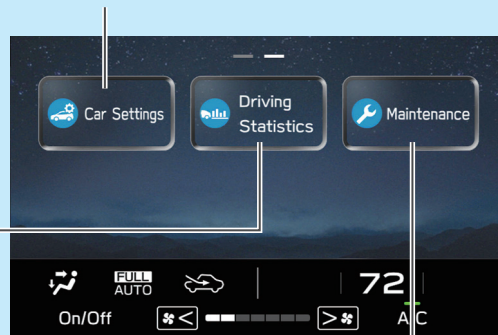 Car Settings
Driving
Statistics
Maintenance
FULL
AUTO
72
On/Off
<
>
A/C